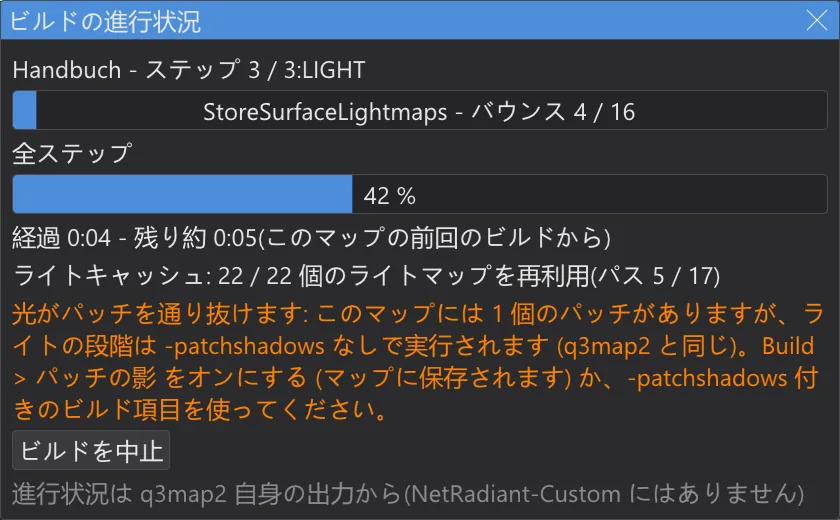 ビルドの進行状況
Handbuch - ステップ 3 / 3:LIGHT
StoreSurfaceLightmaps - バウンス 4 / 16
全ステップ
42 %
経過 0:04 - 残り約 0:05(このマップの前回のビルドから)
ライトキャッシュ: 22 / 22 個のライトマップを再利用(パス 5 / 17)
光がパッチを通り抜けます: このマップには 1 個のパッチがありますが、ラ
イトの段階は -patchshadows なしで実行されます (q3map2 と同じ)。Build
> パッチの影 をオンにする (マップに保存されます) か、-patchshadows 付
きのビルド項目を使ってください。
ビルドを中止
進行状況は q3map2 自身の出力から(NetRadiant-Custom にはありません)